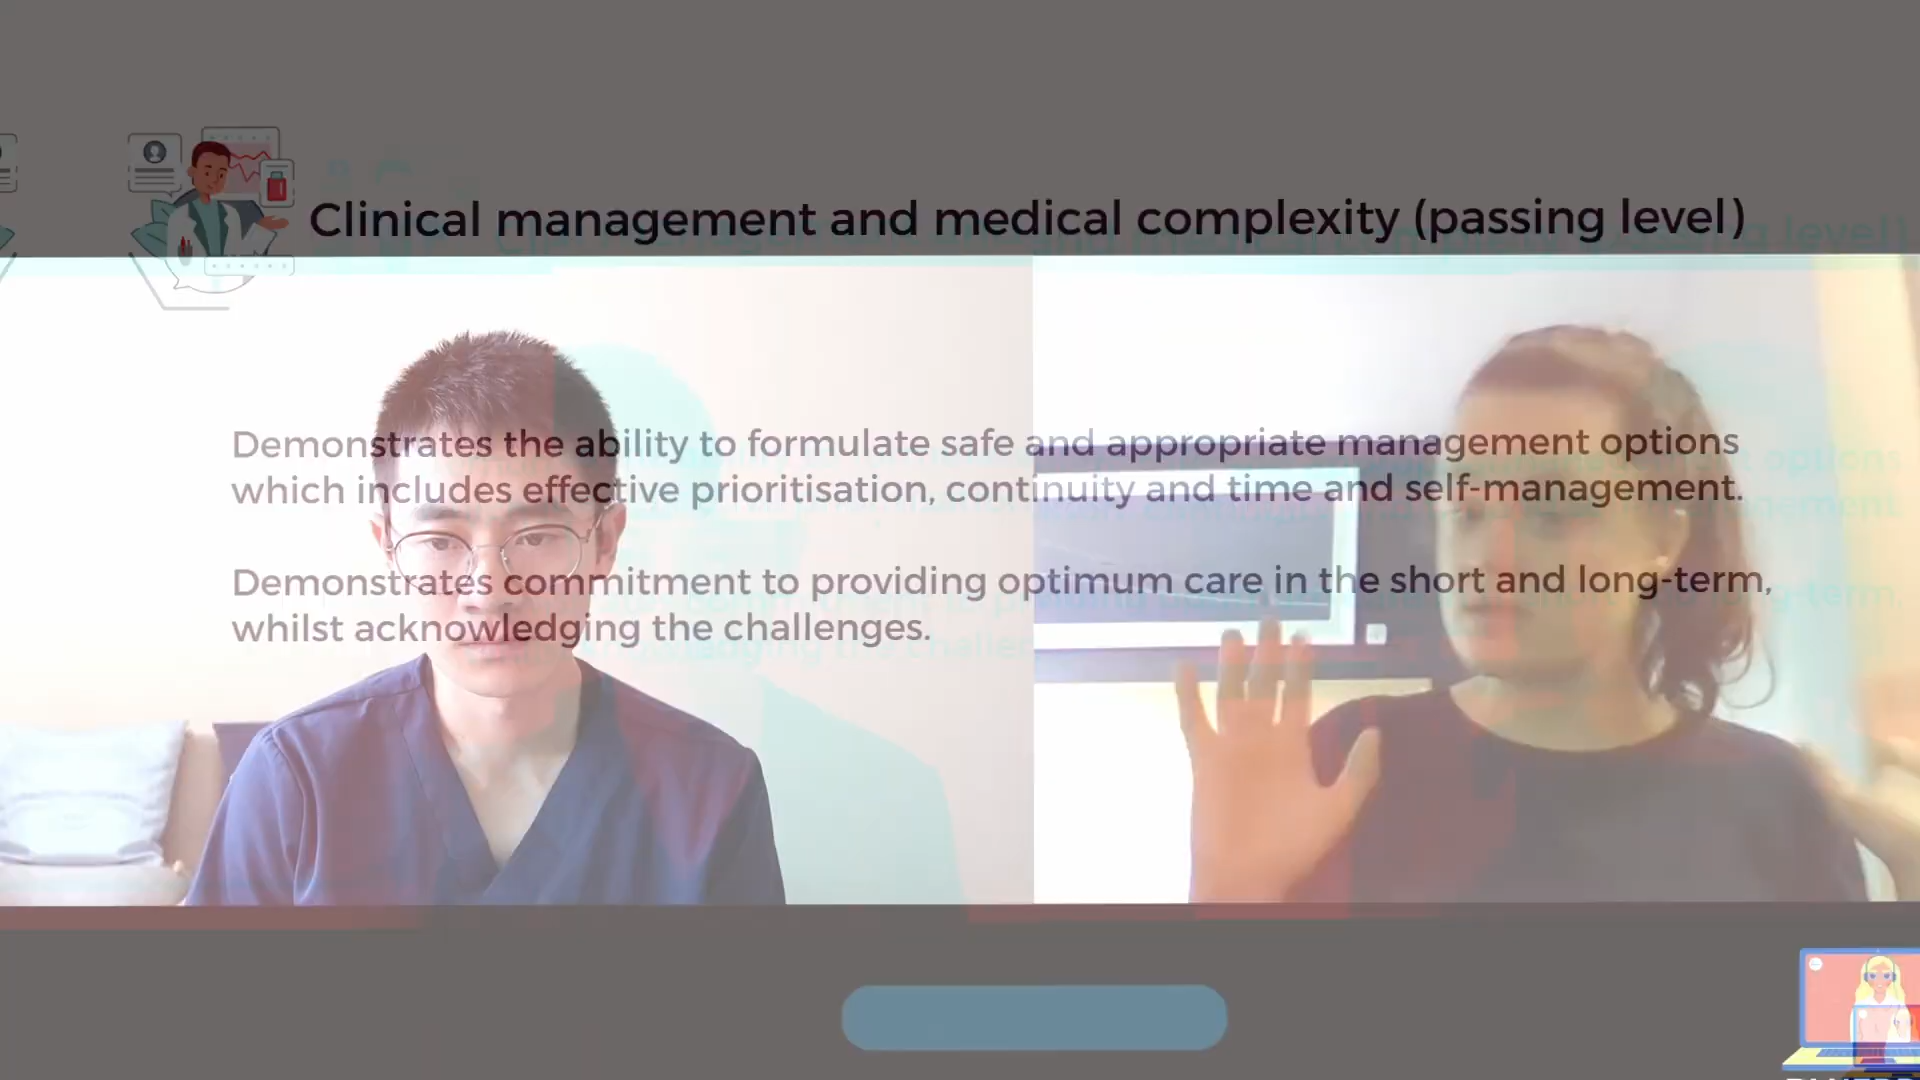 Clinical management and medical complexity (passing level)
Demonstrates the ability to formulate safe and appropriate management options
which includes effective prioritisation, continuity and time and self-management.
Demonstrates commitment to providing optimum care in the short and long-term,
whilst acknowledging the challenges.